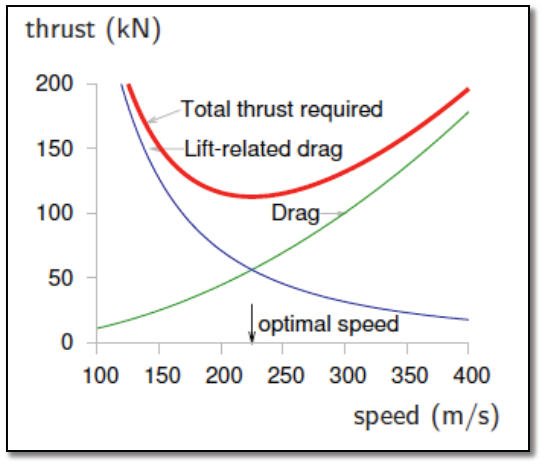 thrust (kN)
200
Total thrust required
150
Lift-related drag
100
Drag
50
optimal speed
0
100 150 200 250 300 350 400
speed (m/s)